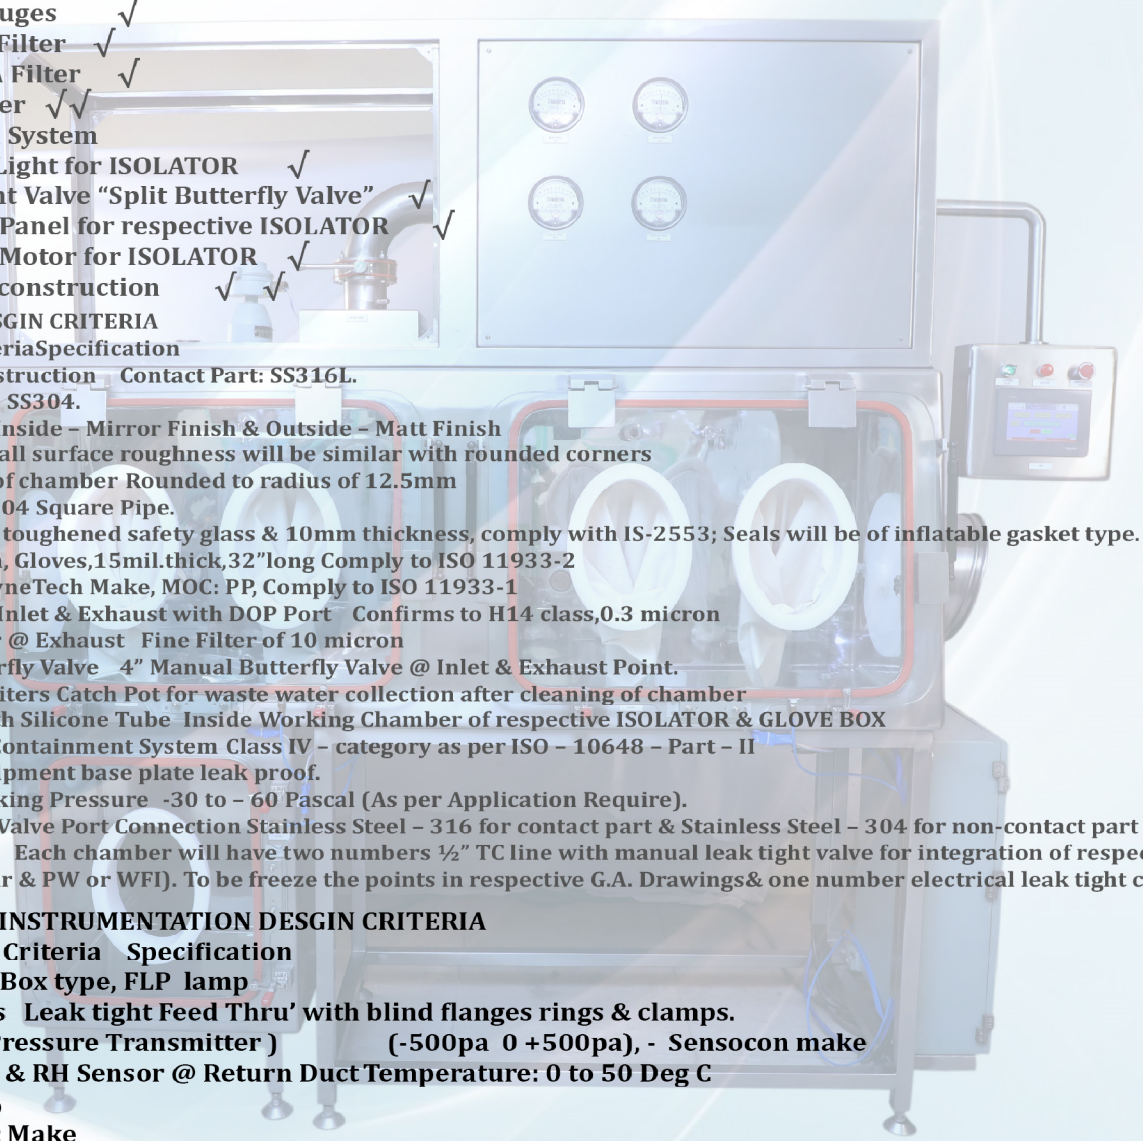 uges √
Filter √
A Filter √
er √√
System
Light for ISOLATOR √
nt Valve “Split Butterfly Valve” √
Panel for respective ISOLATOR √
Motor for ISOLATOR √
construction √ √
SGIN CRITERIA
eriaSpecification
struction Contact Part: SS316L.
SS304.
Inside – Mirror Finish & Outside – Matt Finish
all surface roughness will be similar with rounded corners
of chamber Rounded to radius of 12.5mm
04 Square Pipe.
toughened safety glass & 10mm thickness, comply with IS-2553; Seals will be of inflatable gasket type.
, Gloves,15mil.thick,32”long Comply to ISO 11933-2
yneTech Make, MOC: PP, Comply to ISO 11933-1
Inlet & Exhaust with DOP Port Confirms to H14 class,0.3 micron
r @ Exhaust Fine Filter of 10 micron
rfly Valve 4” Manual Butterfly Valve @ Inlet & Exhaust Point.
iters Catch Pot for waste water collection after cleaning of chamber
h Silicone Tube Inside Working Chamber of respective ISOLATOR & GLOVE BOX
Containment System Class IV – category as per ISO – 10648 – Part – II
ipment base plate leak proof.
king Pressure -30 to – 60 Pascal (As per Application Require).
Valve Port Connection Stainless Steel – 316 for contact part & Stainless Steel – 304 for non-contact part
Each chamber will have two numbers ½” TC line with manual leak tight valve for integration of respec
r & PW or WFI). To be freeze the points in respective G.A. Drawings& one number electrical leak tight c
INSTRUMENTATION DESGIN CRITERIA
Criteria Specification
Box type, FLP lamp
s Leak tight Feed Thru’ with blind flanges rings & clamps.
Pressure Transmitter ) (-500pa 0 +500pa), - Sensocon make
& RH Sensor @ Return Duct Temperature: 0 to 50 Deg C
Make